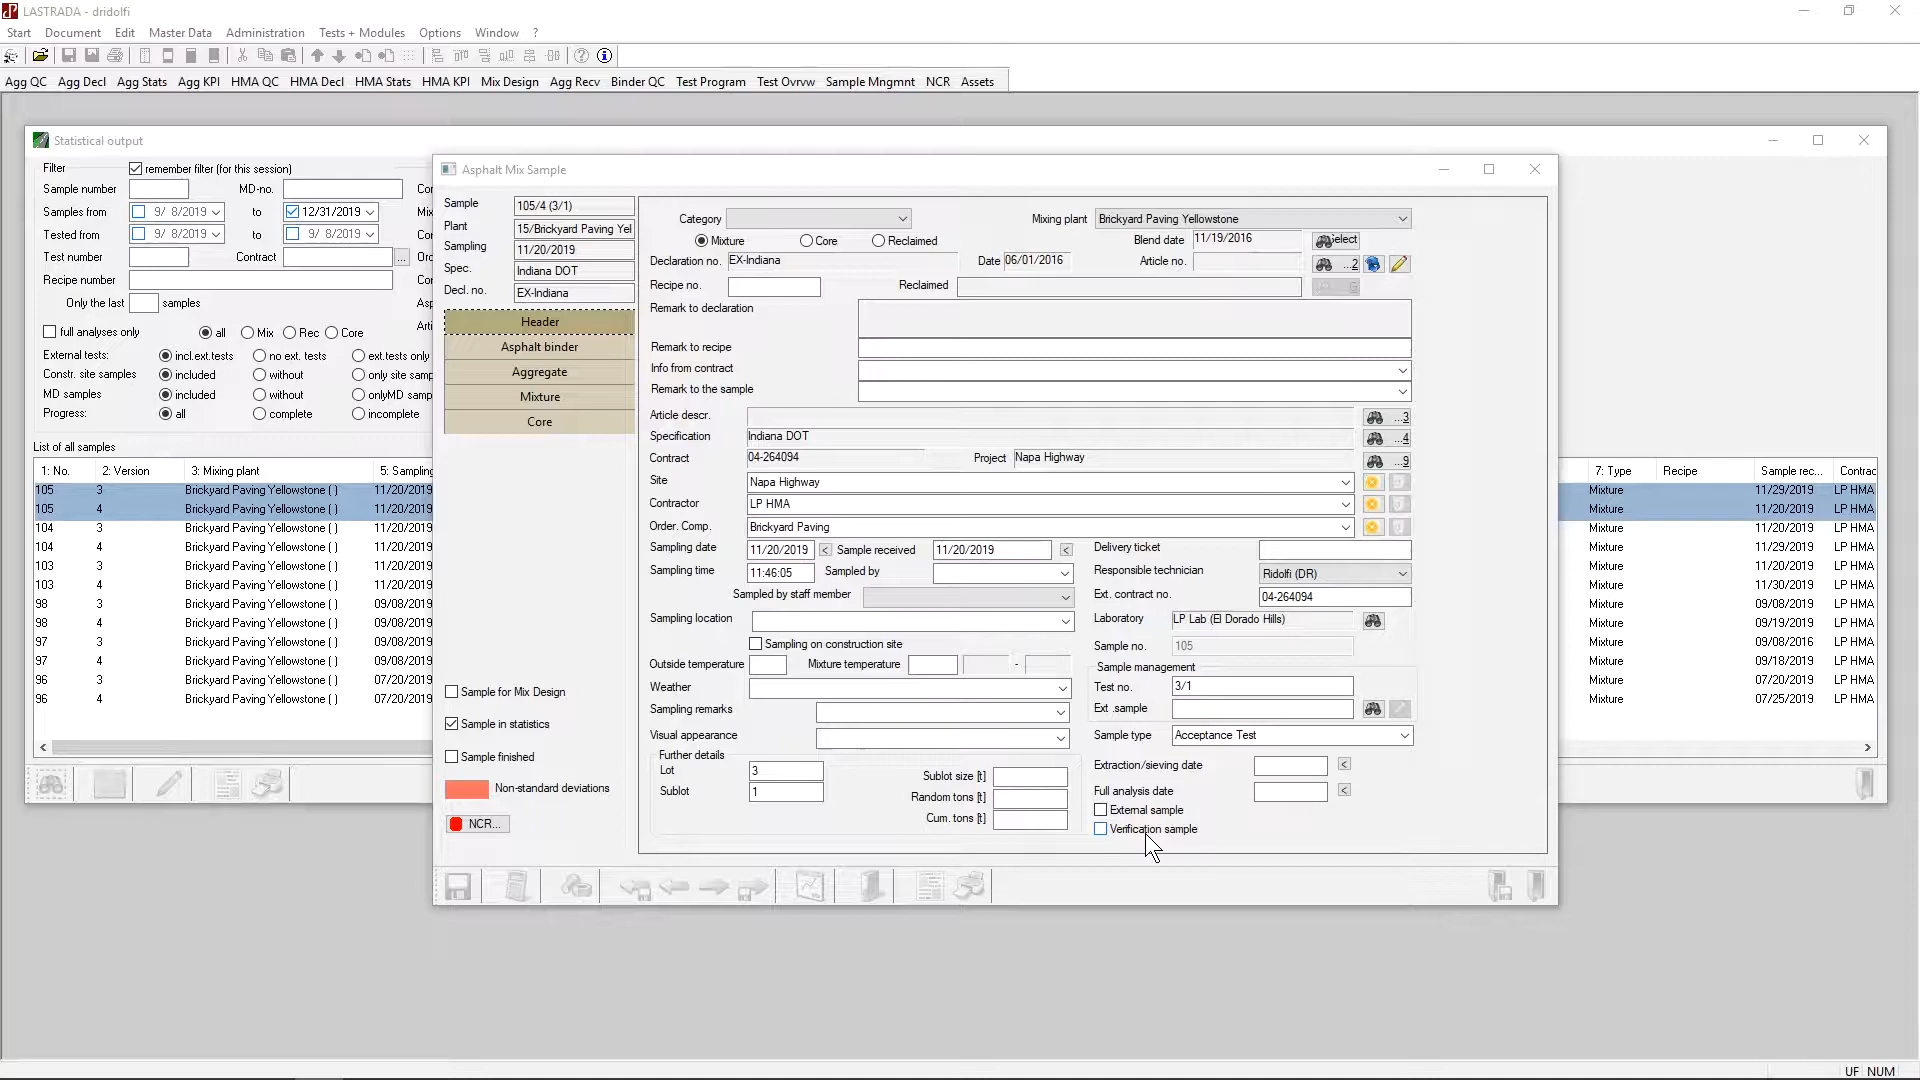 LASTRADA - dridolfi
Start Document Edit Master Data Administration Tests + Modules Options Window ?
Agg QC Agg Decl Agg Stats Agg KPI HMA QC HMA Decl HMA Stats HMA KPI Mix Design Agg Recv Binder QC Test Program Test Ovrvw Sample Mngmnt NCR Assets
Statistical output
Filter remember filter (for this session)
Sample number MD-no.
Samples from 9/ 8/2019 to 12/31/2019
Tested from 9/ 8/2019 to 9/ 8/2019
Test number Contract ...
Recipe number
Only the last samples
full analyses only all Mix Rec Core
External tests: incl.ext.tests no ext. tests ext.tests only
Constr. site samples included without only site samp
MD samples included without onlyMD samp
Progress: all complete incomplete
List of all samples
1: No. 2: Version 3: Mixing plant 5: Sampling 7: Type Recipe Sample rec... Contrac
105 3 Brickyard Paving Yellowstone ( ) 11/20/2019 Mixture 11/29/2019 LP HMA
105 4 Brickyard Paving Yellowstone ( ) 11/20/2019 Mixture 11/20/2019 LP HMA
104 3 Brickyard Paving Yellowstone ( ) 11/20/2019 Mixture 11/20/2019 LP HMA
104 4 Brickyard Paving Yellowstone ( ) 11/20/2019 Mixture 11/29/2019 LP HMA
103 3 Brickyard Paving Yellowstone ( ) 11/20/2019 Mixture 11/20/2019 LP HMA
103 4 Brickyard Paving Yellowstone ( ) 11/20/2019 Mixture 11/30/2019 LP HMA
98 3 Brickyard Paving Yellowstone ( ) 09/08/2019 Mixture 09/08/2019 LP HMA
98 4 Brickyard Paving Yellowstone ( ) 09/08/2019 Mixture 09/19/2019 LP HMA
97 3 Brickyard Paving Yellowstone ( ) 09/08/2019 Mixture 09/08/2016 LP HMA
97 4 Brickyard Paving Yellowstone ( ) 09/08/2019 Mixture 09/18/2019 LP HMA
96 3 Brickyard Paving Yellowstone ( ) 07/20/2019 Mixture 07/20/2019 LP HMA
96 4 Brickyard Paving Yellowstone ( ) 07/20/2019 Mixture 07/25/2019 LP HMA
Asphalt Mix Sample
Sample 105/4 (3/1)
Plant 15/Brickyard Paving Yel
Sampling 11/20/2019
Spec. Indiana DOT
Decl. no. EX-Indiana
Header
Asphalt binder
Aggregate
Mixture
Core
Sample for Mix Design
Sample in statistics
Sample finished
Non-standard deviations
NCR...
Category Mixing plant Brickyard Paving Yellowstone
Mixture Core Reclaimed Blend date 11/19/2016
Declaration no. EX-Indiana Date 06/01/2016 Article no. ...2
Recipe no. Reclaimed
Remark to declaration
Remark to recipe
Info from contract
Remark to the sample
Article descr. ...3
Specification Indiana DOT ...4
Contract 04-264094 Project Napa Highway ...9
Site Napa Highway
Contractor LP HMA
Order. Comp. Brickyard Paving
Sampling date 11/20/2019 < Sample received 11/20/2019 < Delivery ticket
Sampling time 11:46:05 Sampled by Responsible technician Ridolfi (DR)
Sampled by staff member Ext. contract no. 04-264094
Sampling location Laboratory LP Lab (El Dorado Hills)
Sampling on construction site Sample no. 105
Outside temperature Mixture temperature - Sample management
Weather Test no. 3/1
Sampling remarks Ext .sample
Visual appearance Sample type Acceptance Test
Further details
Lot 3 Sublot size [t] Extraction/sieving date <
Sublot 1 Random tons [t] Full analysis date <
Cum. tons [t] External sample
Verification sample
UF NUM